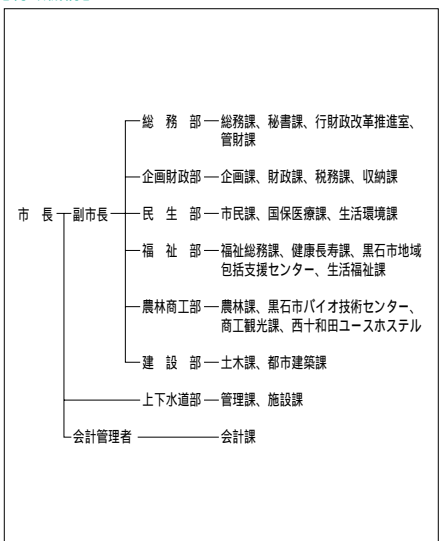 総務部 総務課、秘書課、行財政改革推進室、
管財課
企画財政部 企画課、財政課、税務課、収納課
市長 副市長 民生部 市民課、国保医療課、生活環境課
福祉部 福祉総務課、健康長寿課、黒石市地域
包括支援センター、生活福祉課
農林商工部 農林課、黒石市バイオ技術センター、
商工観光課、西十和田ユースホステル
建設部 土木課、都市建築課
上下水道部 管理課、施設課
会計管理者 会計課